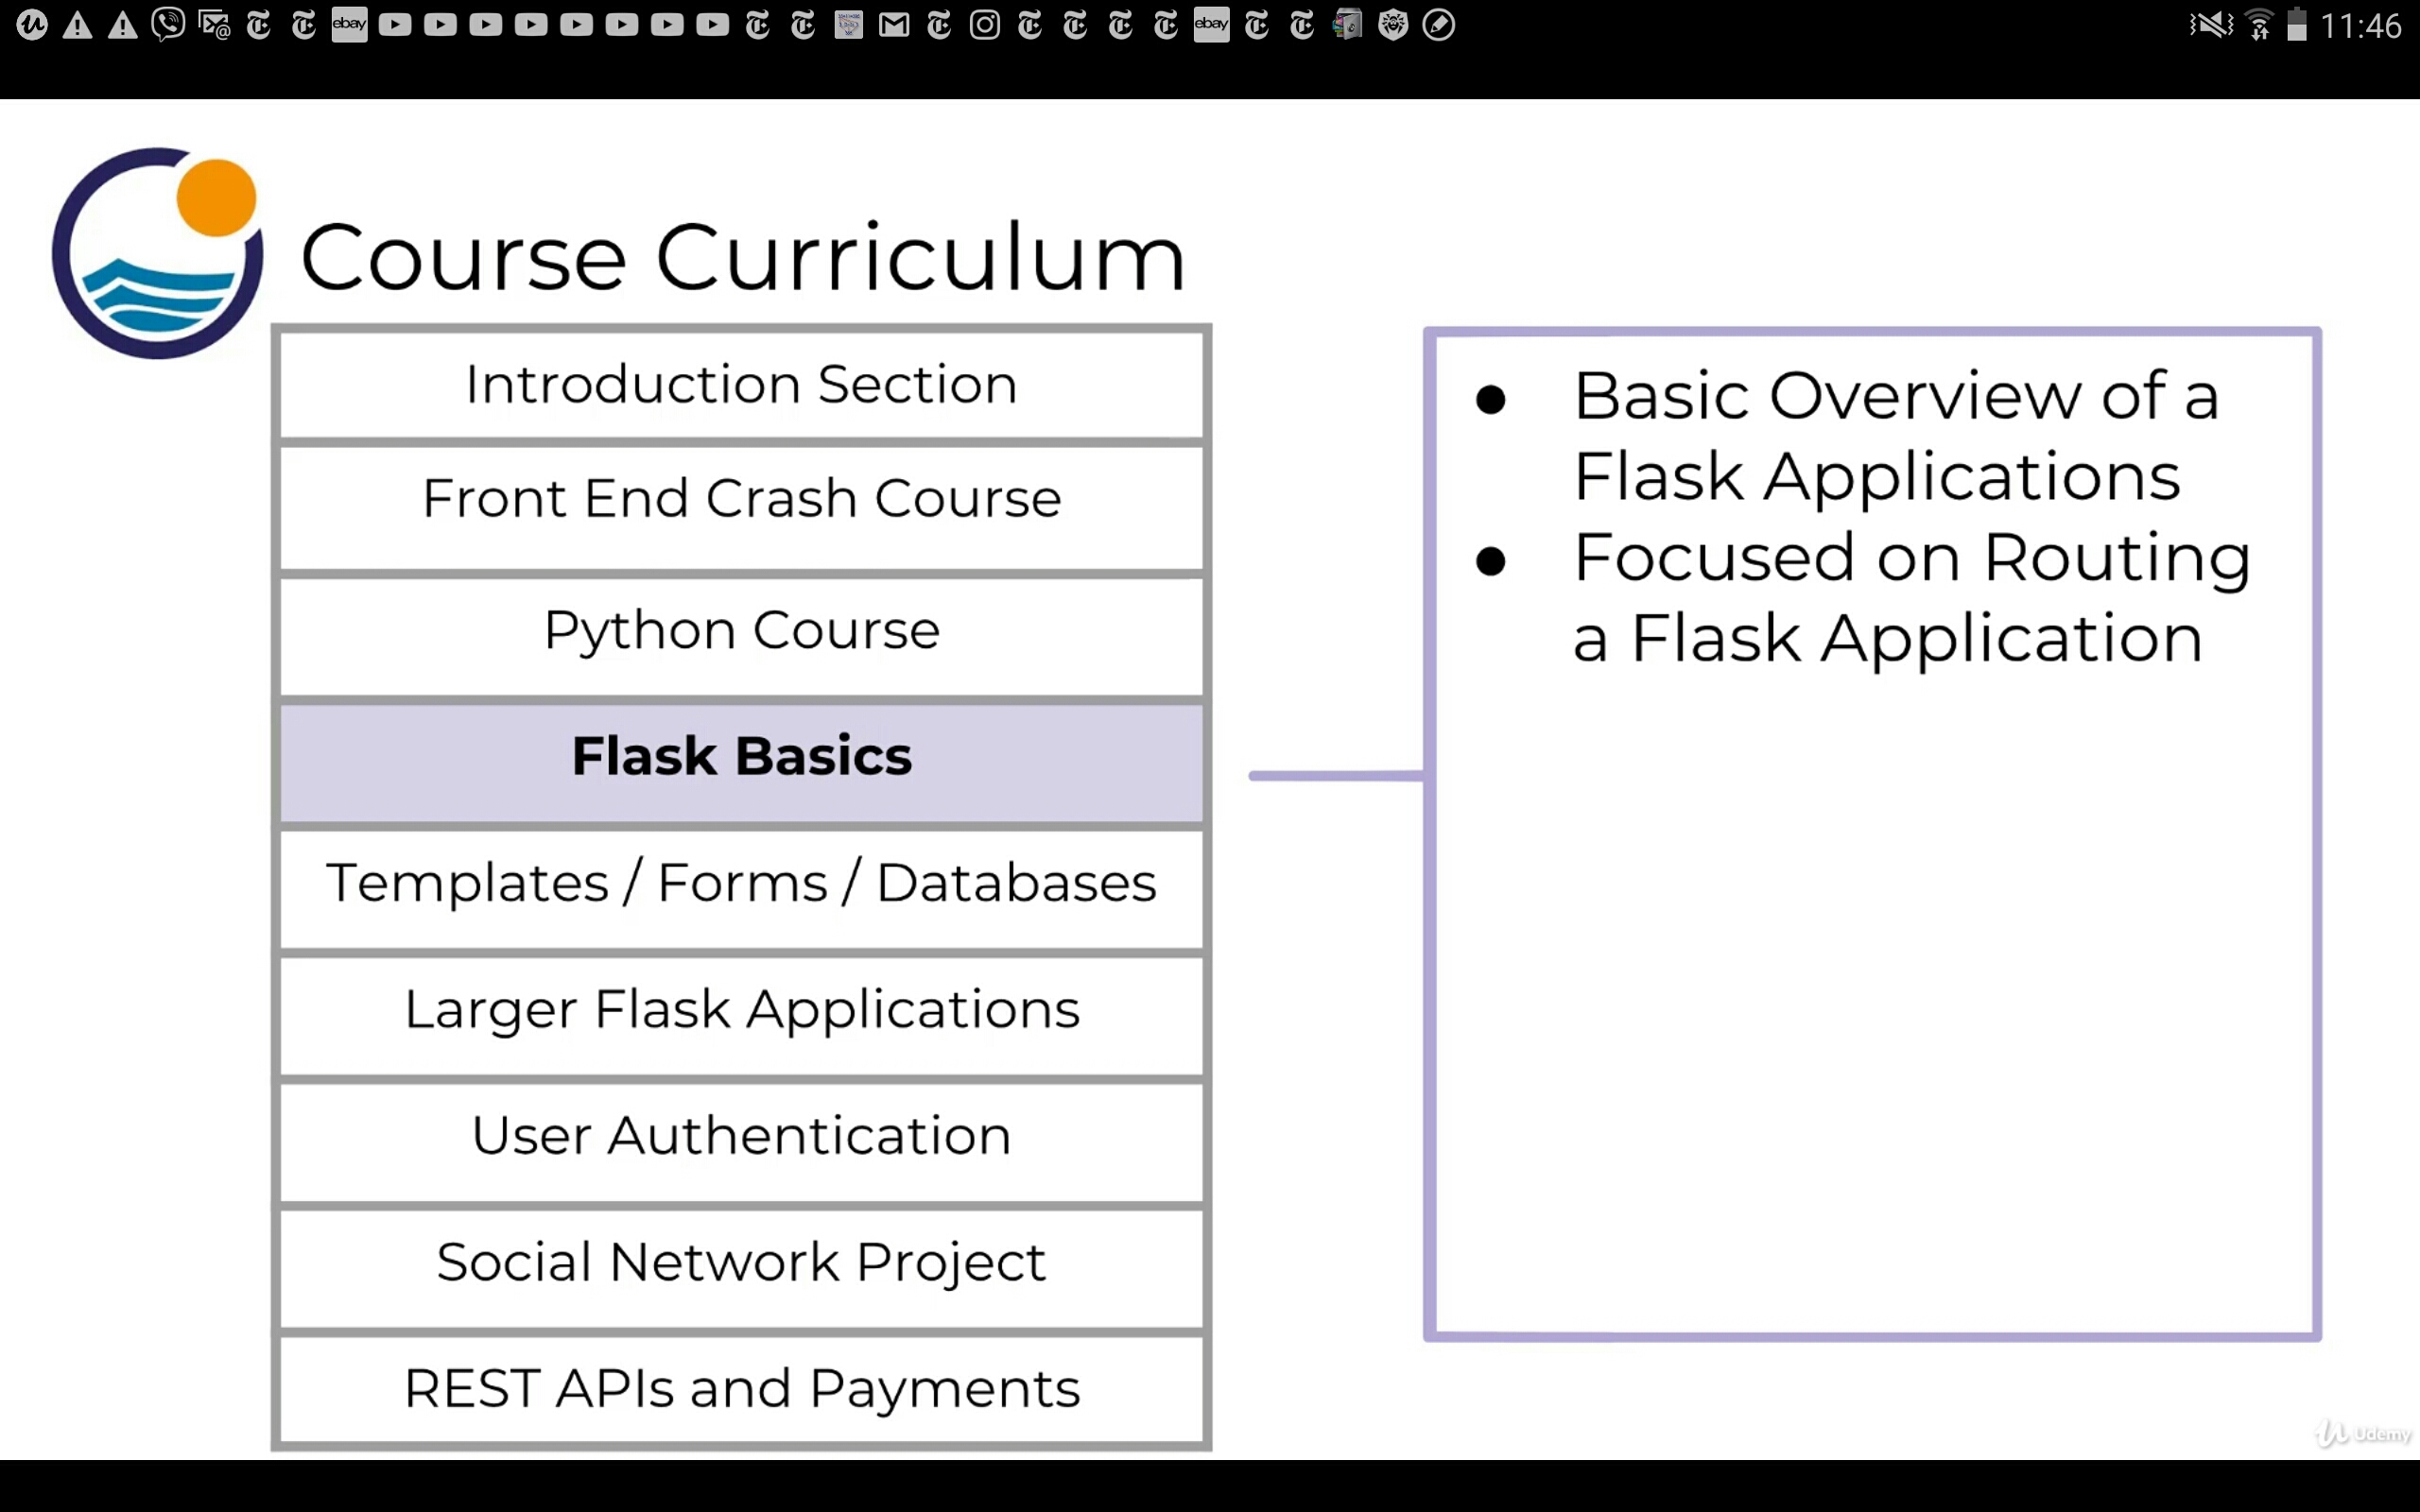 ebay
ebay
11:46
Course Curriculum
Introduction Section
Front End Crash Course
Python Course
Flask Basics
Templates / Forms / Databases
Larger Flask Applications
User Authentication
Social Network Project
REST APIs and Payments
● Basic Overview of a
Flask Applications
● Focused on Routing
a Flask Application
Udemy